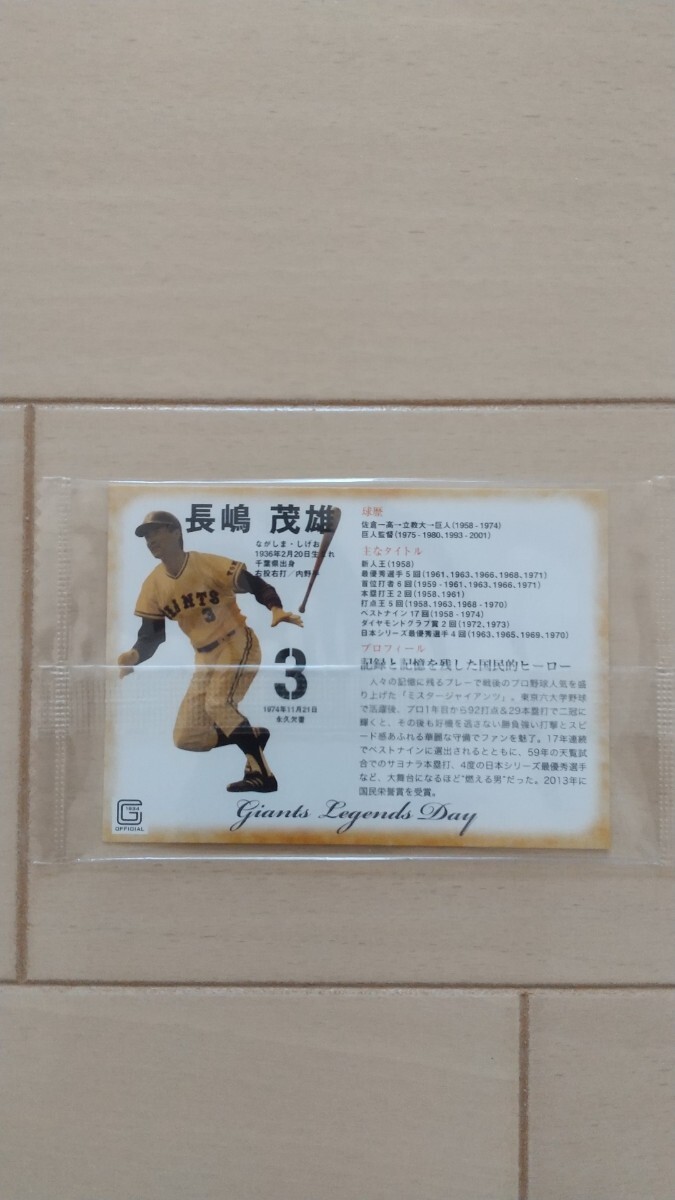 長嶋 茂雄
ながしま・しげお
1936年2月20日生まれ
千葉県出身
右投右打／内野手
GIANTS
3
3
1974年11月21日
永久欠番
球歴
佐倉一高→立教大→巨人(1958-1974)
巨人監督(1975-1980、1993-2001)
主なタイトル
新人王(1958)
最優秀選手5回(1961、1963、1966、1968、1971)
首位打者6回(1959-1961、1963、1966、1971)
本塁打王2回(1958、1961)
打点王5回(1958、1963、1968-1970)
ベストナイン17回(1958-1974)
ダイヤモンドグラブ賞2回(1972、1973)
日本シリーズ最優秀選手4回(1963、1965、1969、1970)
プロフィール
記録と記憶を残した国民的ヒーロー
人々の記憶に残るプレーで戦後のプロ野球人気を盛
り上げた「ミスタージャイアンツ」。東京六大学野球
で活躍後、プロ1年目から92打点&29本塁打で二冠に
輝くと、その後も好機を逃さない勝負強い打撃とスピ
ード感あふれる華麗な守備でファンを魅了。17年連続
でベストナインに選出されるとともに、59年の天覧試
合でのサヨナラ本塁打、4度の日本シリーズ最優秀選手
など、大舞台になるほど“燃える男”だった。2013年に
国民栄誉賞を受賞。
G
1934
OFFICIAL
Giants Legends Day